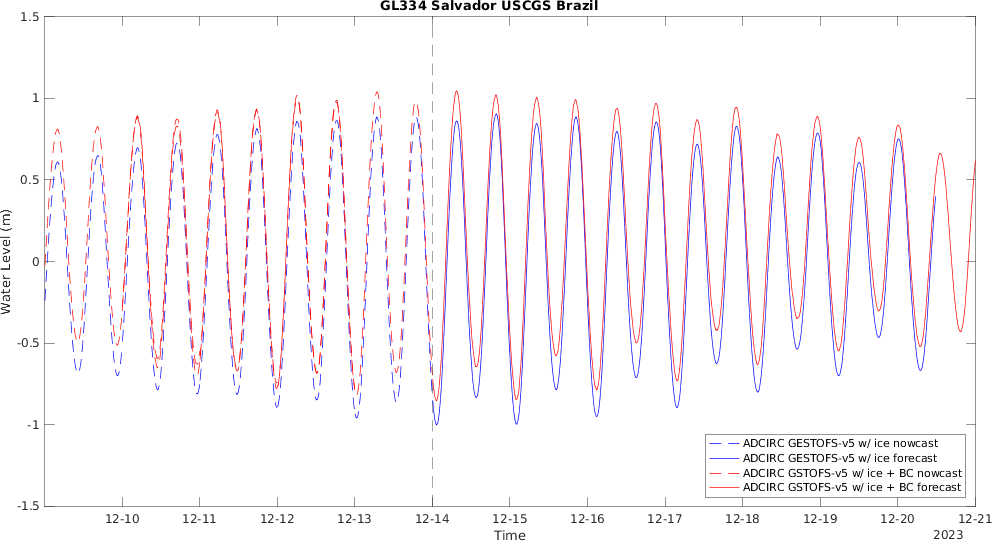 GL334 Salvador USCGS Brazil
1.5
1
0.5
0
-0.5
-1
-1.5
Water Level (m)
12-10
12-11
12-12
12-13
12-14
12-15
12-16
12-17
12-18
12-19
12-20
12-21
2023
Time
ADCIRC GESTOFS-v5 w/ ice nowcast
ADCIRC GESTOFS-v5 w/ ice forecast
ADCIRC GSTOFS-v5 w/ ice + BC nowcast
ADCIRC GSTOFS-v5 w/ ice + BC forecast